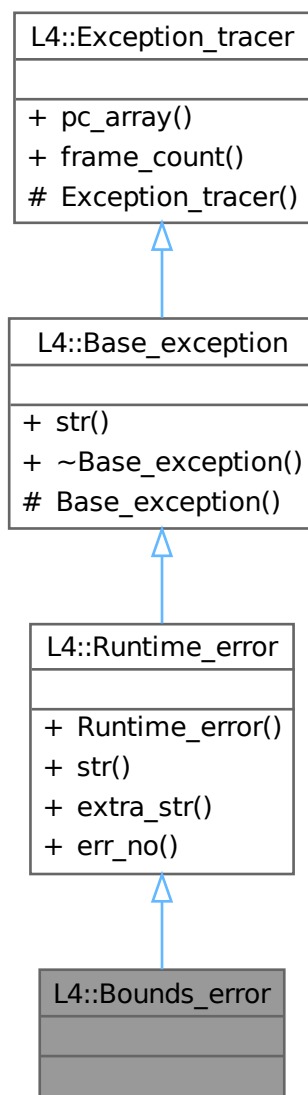 L4::Exception_tracer
+ pc_array()
+ frame_count()
# Exception_tracer()
L4::Base_exception
+ str()
+ ~Base_exception()
# Base_exception()
L4::Runtime_error
+ Runtime_error()
+ str()
+ extra_str()
+ err_no()
L4::Bounds_error